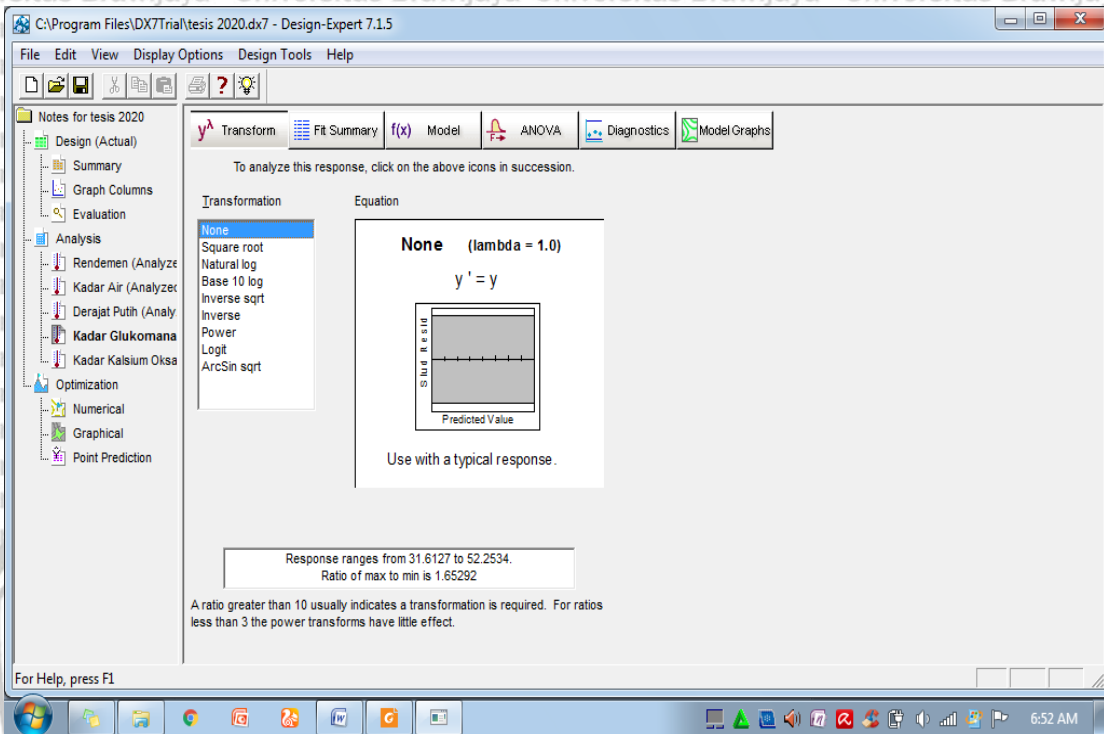 C:\Program Files\DX7Trial\tesis 2020.dx7 - Design-Expert 7.1.5
File Edit View Display Options Design Tools Help
Notes for tesis 2020
Design (Actual)
Summary
Graph Columns
Evaluation
Analysis
Rendemen (Analyze
Kadar Air (Analyzed
Derajat Putih (Analy
Kadar Glukomana
Kadar Kalsium Oksa
Optimization
Numerical
Graphical
Point Prediction
yλ Transform Fit Summary f(x) Model ANOVA Diagnostics Model Graphs
To analyze this response, click on the above icons in succession.
Transformation Equation
None
Square root
Natural log
Base 10 log
Inverse sqrt
Inverse
Power
Logit
ArcSin sqrt
None (lambda = 1.0)
y ' = y
Stud Resid
Predicted Value
Use with a typical response.
Response ranges from 31.6127 to 52.2534.
Ratio of max to min is 1.65292
A ratio greater than 10 usually indicates a transformation is required. For ratios
less than 3 the power transforms have little effect.
For Help, press F1
6:52 AM